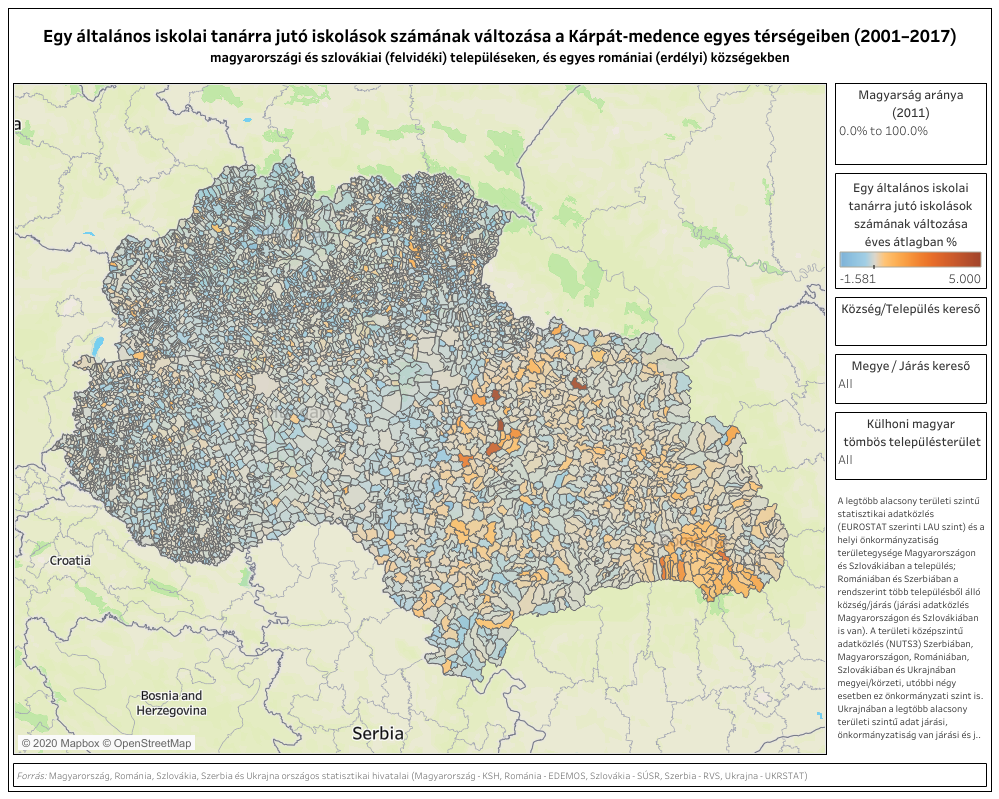 Egy általános iskolai tanárra jutó iskolások számának változása a Kárpát-medence egyes térségeiben (2001–2017)
magyarországi és szlovákiai (felvidéki) településeken, és egyes romániai (erdélyi) községekben
a
Croatia
Bosnia and
Herzegovina
Serbia
© 2020 Mapbox © OpenStreetMap
Magyarság aránya
(2011)
0.0% to 100.0%
Egy általános iskolai
tanárra jutó iskolások
számának változása
éves átlagban %
-1.581 5.000
Község/Település kereső
Megye / Járás kereső
All
Külhoni magyar
tömbös településterület
All
A legtöbb alacsony területi szintű
statisztikai adatközlés
(EUROSTAT szerinti LAU szint) és a
helyi önkormányzatiság
területegysége Magyarországon
és Szlovákiában a település;
Romániában és Szerbiában a
rendszerint több településből álló
község/járás (járási adatközlés
Magyarországon és Szlovákiában
is van). A területi középszintű
adatközlés (NUTS3) Szerbiában,
Magyarországon, Romániában,
Szlovákiában és Ukrajnában
megyei/körzeti, utóbbi négy
esetben ez önkormányzati szint is.
Ukrajnában a legtöbb alacsony
területi szintű adat járási,
önkormányzatiság van járási és j..
Forrás: Magyarország, Románia, Szlovákia, Szerbia és Ukrajna országos statisztikai hivatalai (Magyarország - KSH, Románia - EDEMOS, Szlovákia - SÚSR, Szerbia - RVS, Ukrajna - UKRSTAT)